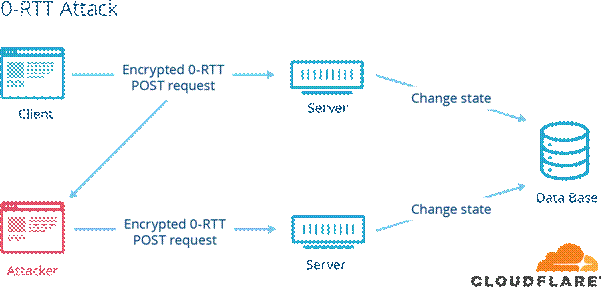 0-RTT Attack
Encrypted 0-RTT
POST request
Client
Server
Change state
Data Base
Encrypted 0-RTT
POST request
Change state
Attacker
Server
CLOUDFLARE